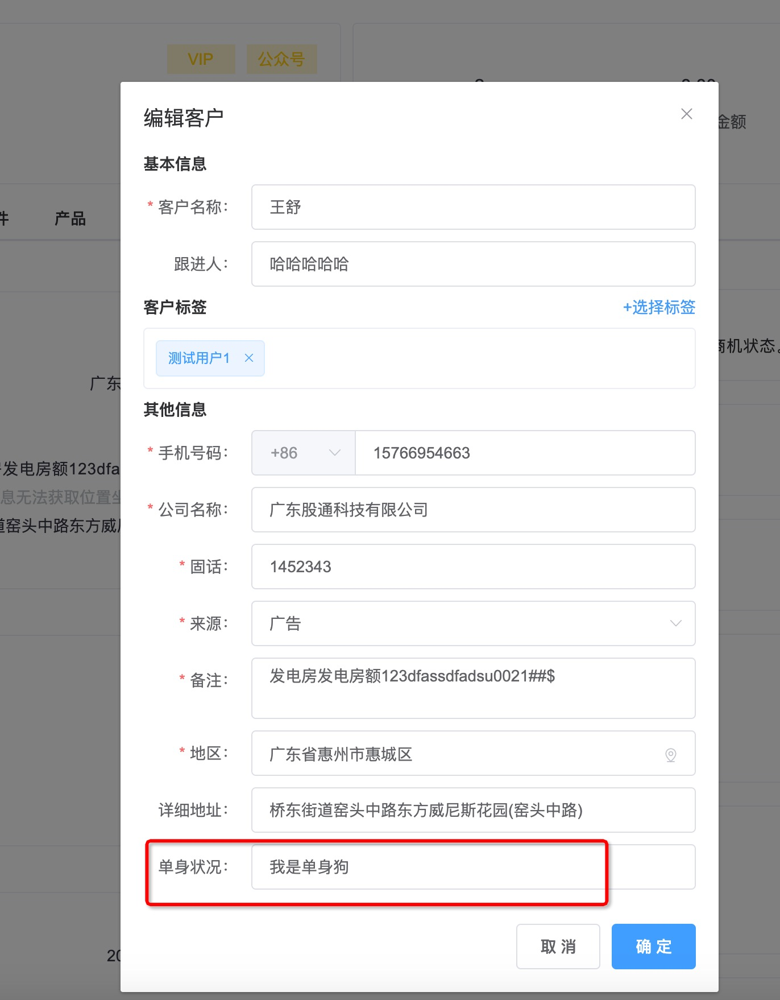 VIP 公众号
编辑客户
金额
基本信息
* 客户名称： 王舒
产品
跟进人： 哈哈哈哈哈
客户标签 +选择标签
测试用户1
商机状态。
广东
其他信息
* 手机号码： +86 15766954663
发电房额123dfa
息无法获取位置坐
* 公司名称： 广东股通科技有限公司
道窑头中路东方威尼
* 固话： 1452343
* 来源： 广告
* 备注： 发电房发电房额123dfassdfadsu0021##$
* 地区： 广东省惠州市惠城区
详细地址： 桥东街道窑头中路东方威尼斯花园(窑头中路)
单身状况： 我是单身狗
取 消 确 定
20